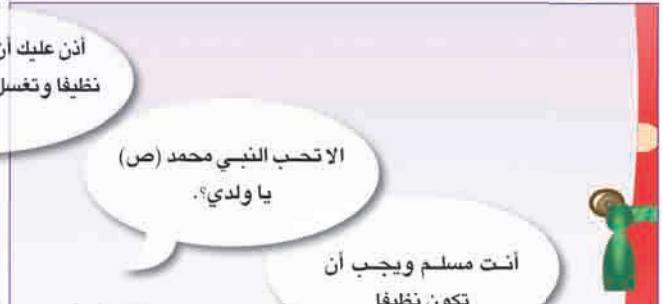 أذن عليك أن
نظيفا وتغسل
الا تحب النبي محمد (ص)
يا ولدي؟.
أنت مسلم ويجب أن
تكون نظيفا